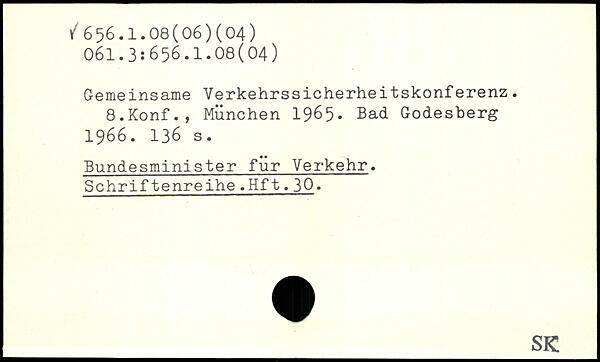 √ 656.1.08(06)(04)
061.3:656.1.08(04)
Gemeinsame Verkehrssicherheitskonferenz.
8.Konf., München 1965. Bad Godesberg
1966. 136 s.
Bundesminister für Verkehr.
Schriftenreihe.Hft.30.
SK